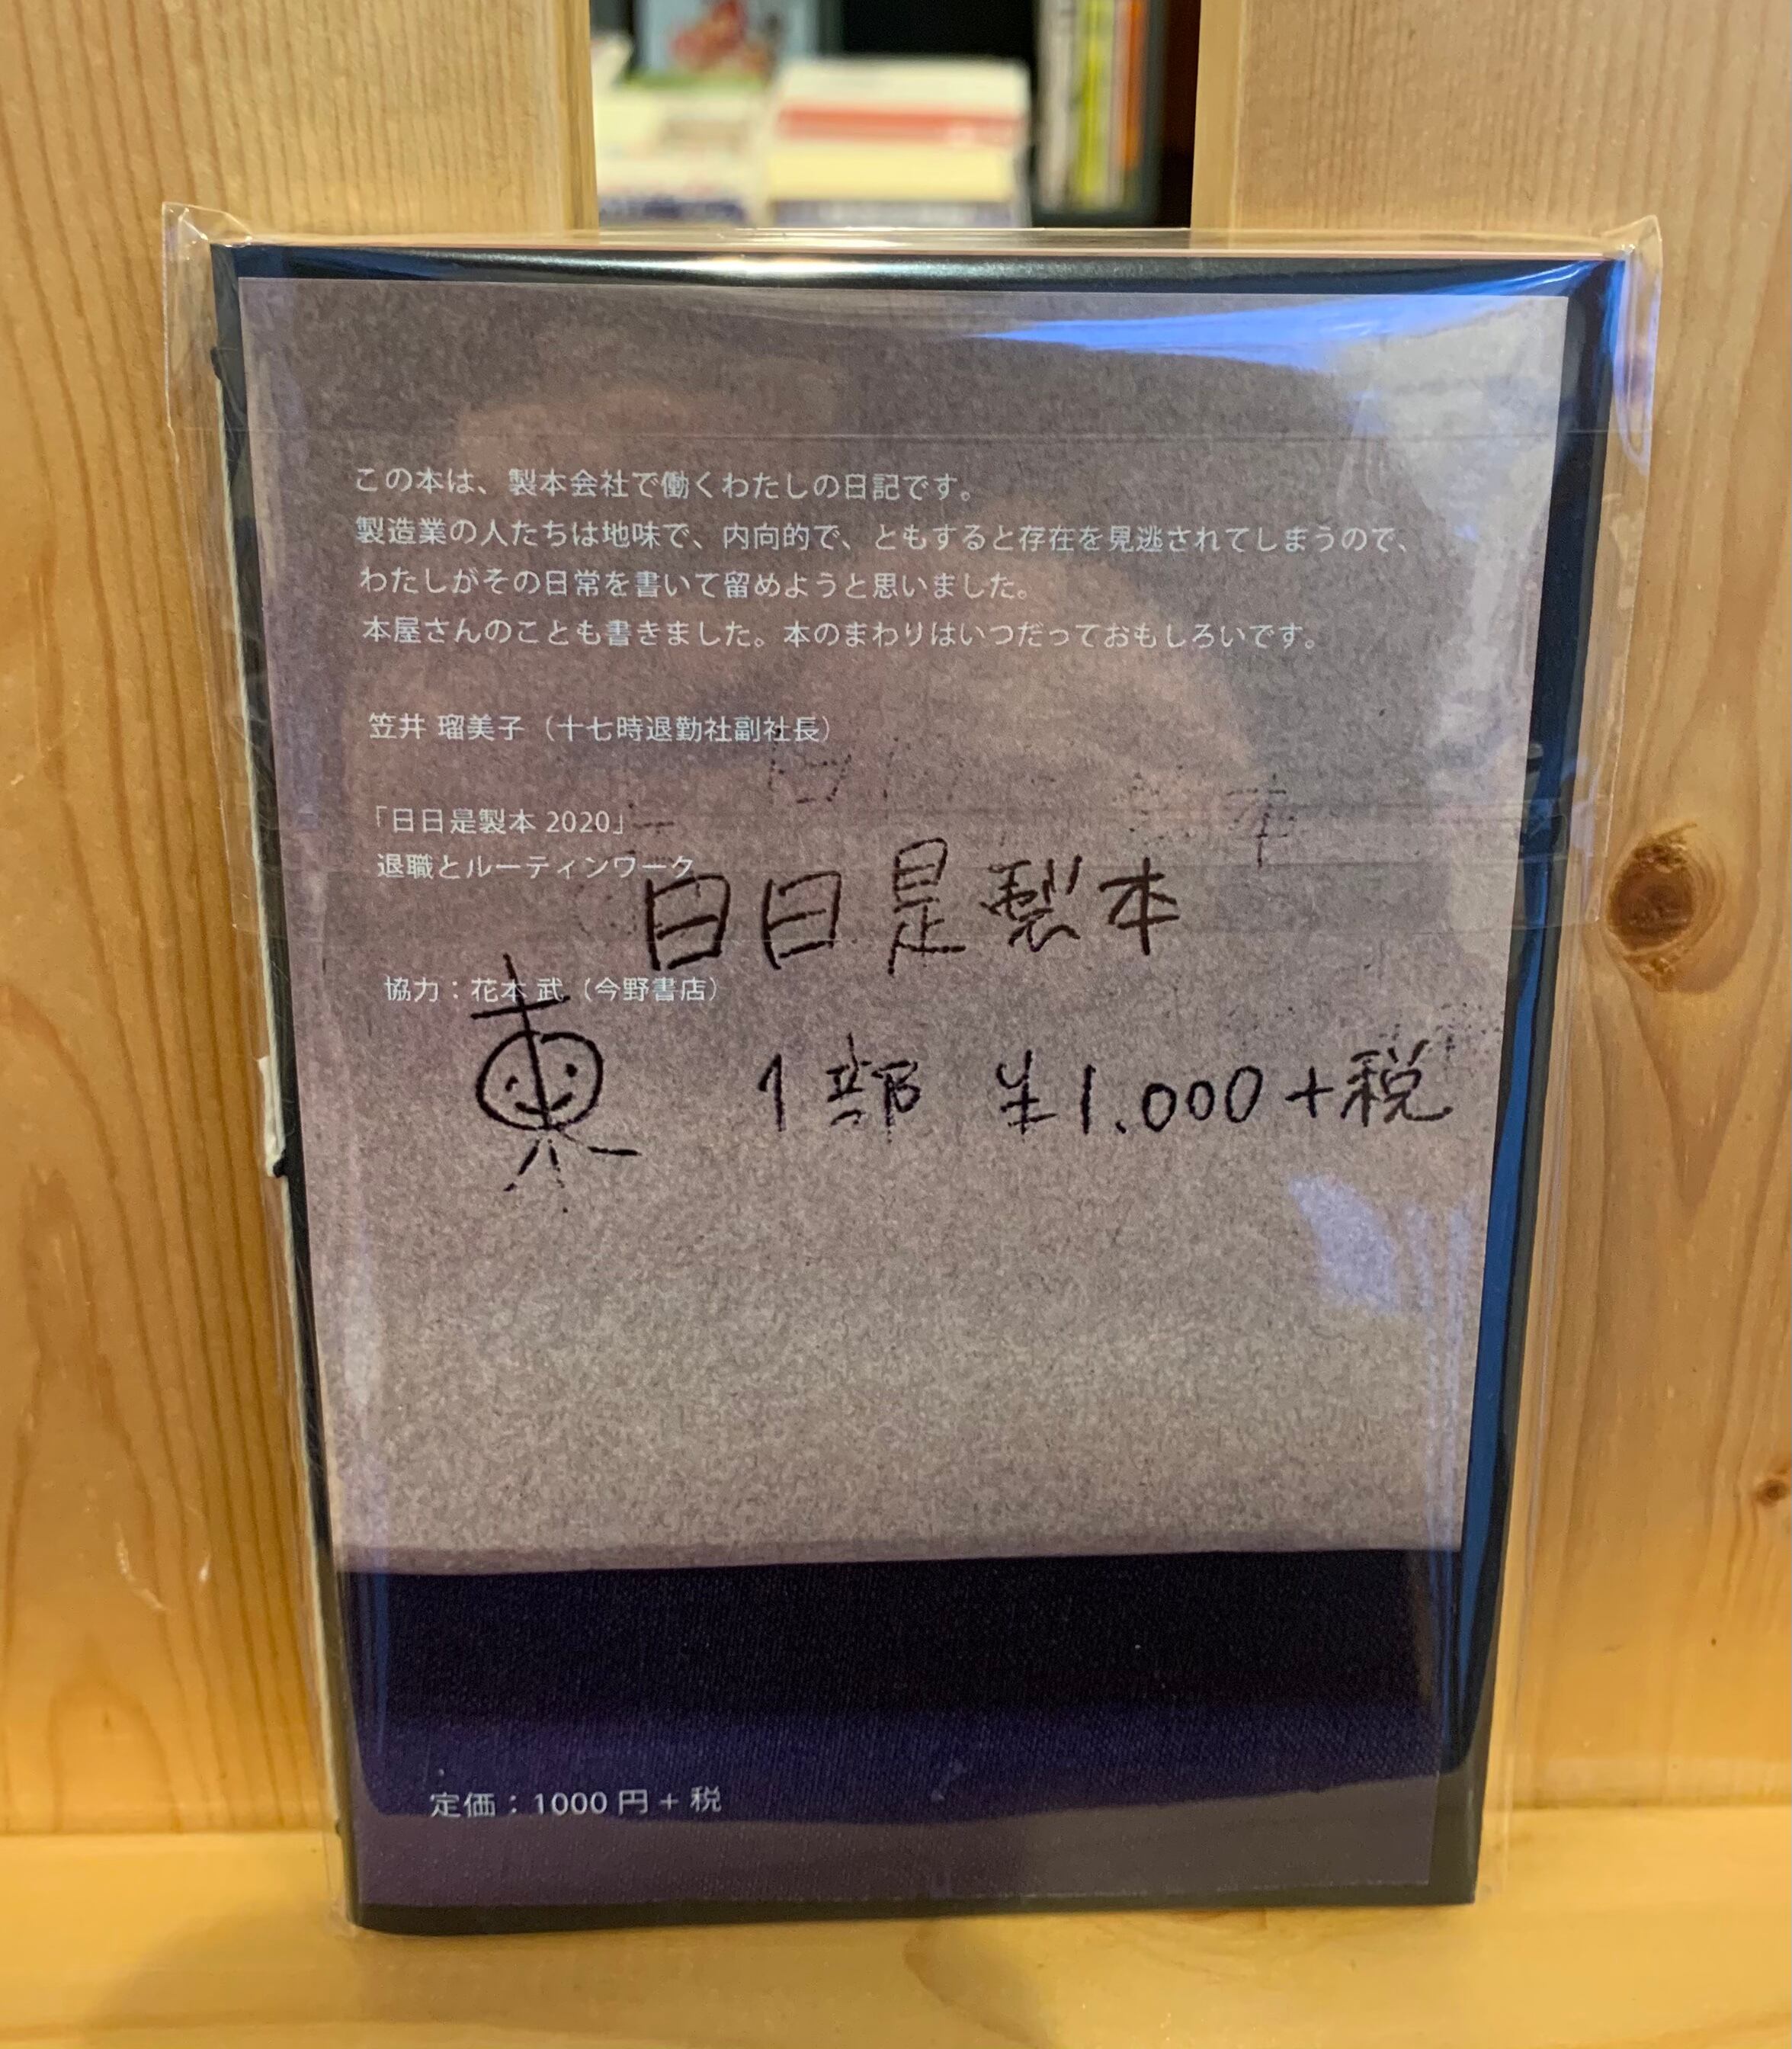 この本は、製本会社で働くわたしの日記です。
製造業の人たちは地味で、内向的で、ともすると存在を見逃されてしまうので、
わたしがその日常を書いて留めようと思いました。
本屋さんのことも書きました。本のまわりはいつだっておもしろいです。
笠井 瑠美子（十七時退勤社副社長）
「日日是製本 2020」
退職とルーティンワーク
日日是製本
協力：花本 武（今野書店）
東 1部 ¥1.000+税
定価：1000円+税